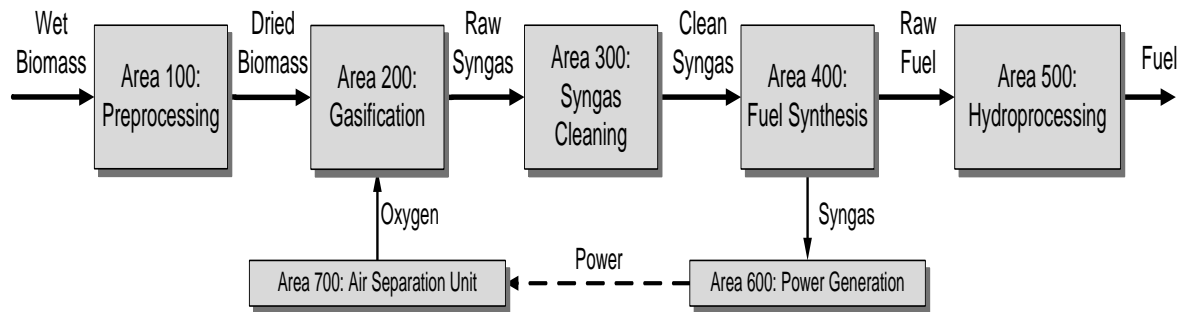 Wet
Biomass
Area 100:
Preprocessing
Dried
Biomass
Area 200:
Gasification
Raw
Syngas
Area 300:
Syngas
Cleaning
Clean
Syngas
Area 400:
Fuel Synthesis
Raw
Fuel
Area 500:
Hydroprocessing
Fuel
Oxygen
Syngas
Area 700: Air Separation Unit
Power
Area 600: Power Generation